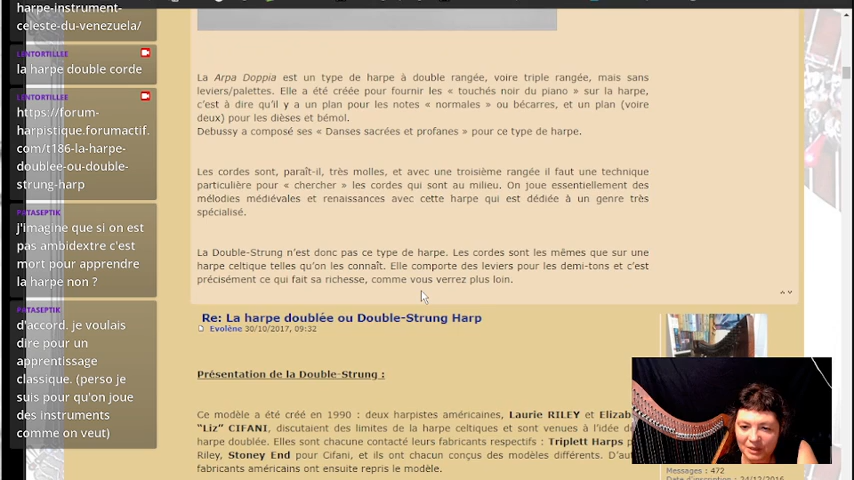 harpe-instrument-
celeste-du-venezuela/
LENTORTILLEE
la harpe double corde
LENTORTILLEE
https://forum-
harpistique.forumactif.
com/t186-la-harpe-
doublee-ou-double-
strung-harp
PATASEPTIK
j'imagine que si on est
pas ambidextre c'est
mort pour apprendre
la harpe non ?
PATASEPTIK
d'accord. je voulais
dire pour un
apprentissage
classique. (perso je
suis pour qu'on joue
des instruments
comme on veut)
La Arpa Doppia est un type de harpe à double rangée, voire triple rangée, mais sans
leviers/palettes. Elle a été créée pour fournir les « touchés noir du piano » sur la harpe,
c'est à dire qu'il y a un plan pour les notes « normales » ou bécarres, et un plan (voire
deux) pour les dièses et bémol.
Debussy a composé ses « Danses sacrées et profanes » pour ce type de harpe.
Les cordes sont, paraît-il, très molles, et avec une troisième rangée il faut une technique
particulière pour « chercher » les cordes qui sont au milieu. On joue essentiellement des
mélodies médiévales et renaissances avec cette harpe qui est dédiée à un genre très
spécialisé.
La Double-Strung n'est donc pas ce type de harpe. Les cordes sont les mêmes que sur une
harpe celtique telles qu'on les connaît. Elle comporte des leviers pour les demi-tons et c'est
précisément ce qui fait sa richesse, comme vous verrez plus loin.
Re: La harpe doublée ou Double-Strung Harp
Evolène 30/10/2017, 09:32
Présentation de la Double-Strung :
Ce modèle a été créé en 1990 : deux harpistes américaines, Laurie RILEY et Elizab
"Liz" CIFANI, discutaient des limites de la harpe celtiques et sont venues à l'idée d
harpe doublée. Elles sont chacune contacté leurs fabricants respectifs : Triplett Harps p
Riley, Stoney End pour Cifani, et ils ont chacun conçus des modèles différents. D'aut
fabricants américains ont ensuite repris le modèle.
Messages : 472
Date d'inscription : 24/12/2016